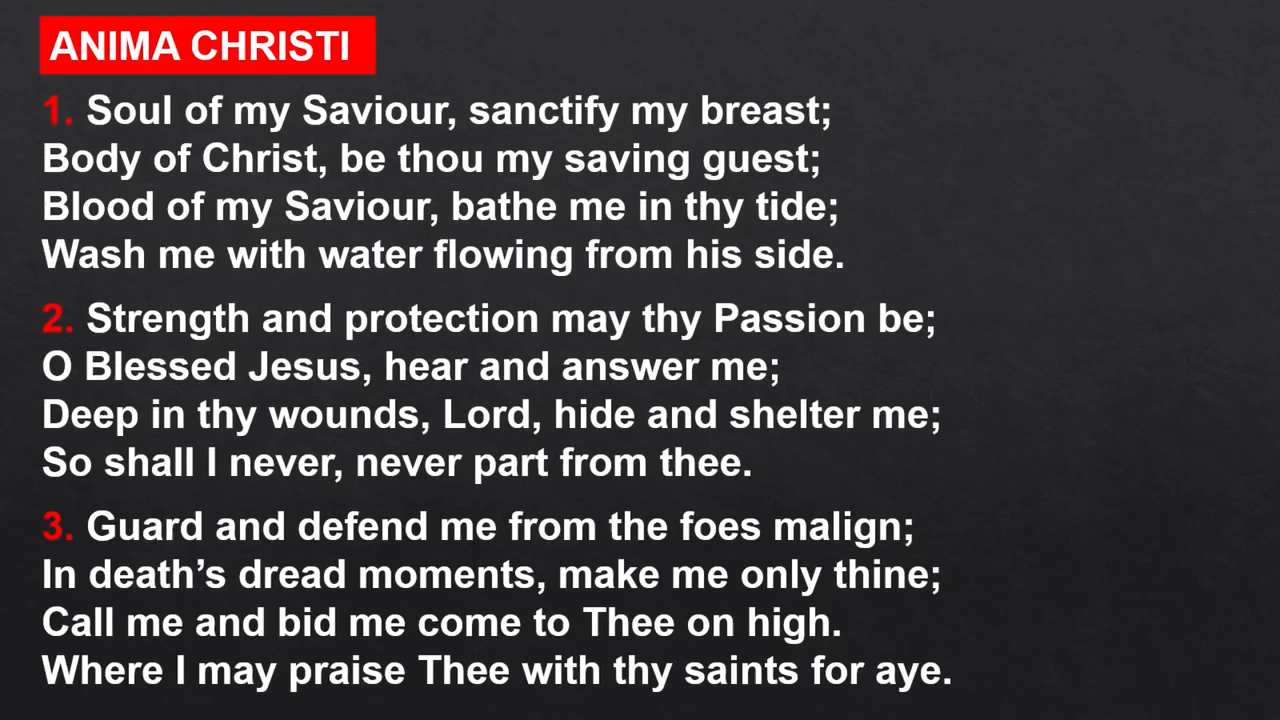 ANIMA CHRISTI
1. Soul of my Saviour, sanctify my breast;
Body of Christ, be thou my saving guest;
Blood of my Saviour, bathe me in thy tide;
Wash me with water flowing from his side.
2. Strength and protection may thy Passion be;
O Blessed Jesus, hear and answer me;
Deep in thy wounds, Lord, hide and shelter me;
So shall I never, never part from thee.
3. Guard and defend me from the foes malign;
In death’s dread moments, make me only thine;
Call me and bid me come to Thee on high.
Where I may praise Thee with thy saints for aye.